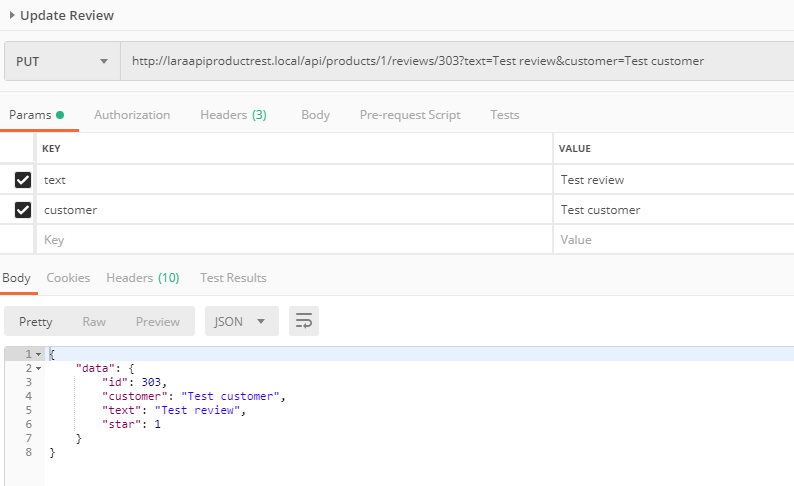 Update Review
PUT http://laraapiproductrest.local/api/products/1/reviews/303?text=Test review&customer=Test customer
Params Authorization Headers (3) Body Pre-request Script Tests
KEY VALUE
text Test review
customer Test customer
Key Value
Body Cookies Headers (10) Test Results
Pretty Raw Preview JSON
1 {
2 "data": {
3 "id": 303,
4 "customer": "Test customer",
5 "text": "Test review",
6 "star": 1
7 }
8 }